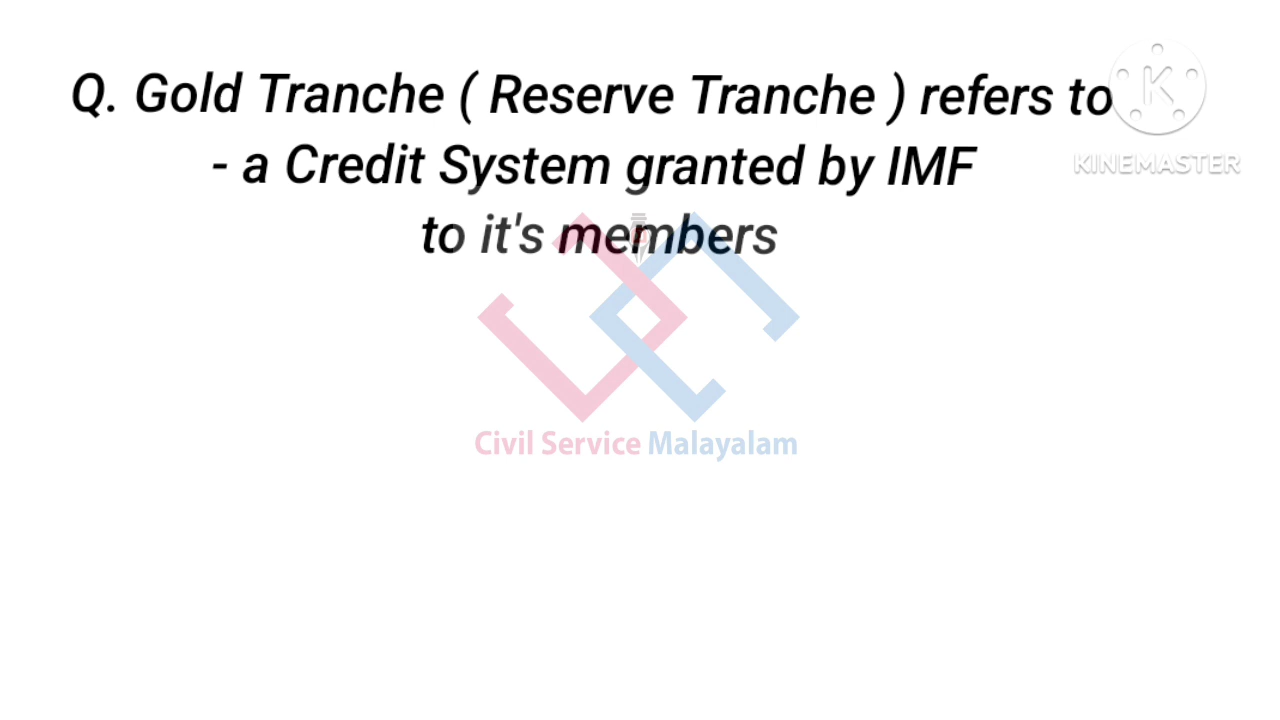 Q. Gold Tranche ( Reserve Tranche ) refers to
- a Credit System granted by IMF
to it's members
KINEMASTER
Civil Service Malayalam